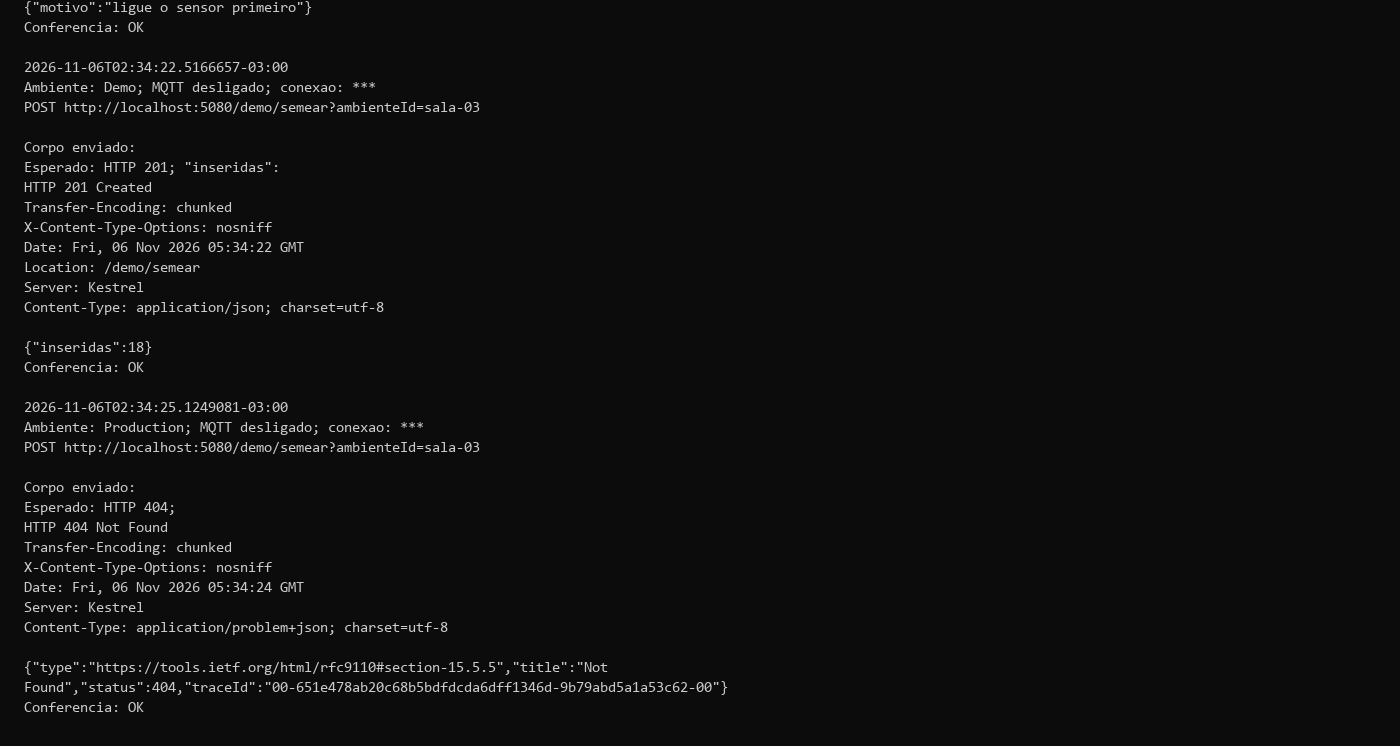 {"motivo":"ligue o sensor primeiro"}
Conferencia: OK
2026-11-06T02:34:22.5166657-03:00
Ambiente: Demo; MQTT desligado; conexao: ***
POST http://localhost:5080/demo/semear?ambienteId=sala-03
Corpo enviado:
Esperado: HTTP 201; "inseridas":
HTTP 201 Created
Transfer-Encoding: chunked
X-Content-Type-Options: nosniff
Date: Fri, 06 Nov 2026 05:34:22 GMT
Location: /demo/semear
Server: Kestrel
Content-Type: application/json; charset=utf-8
{"inseridas":18}
Conferencia: OK
2026-11-06T02:34:25.1249081-03:00
Ambiente: Production; MQTT desligado; conexao: ***
POST http://localhost:5080/demo/semear?ambienteId=sala-03
Corpo enviado:
Esperado: HTTP 404;
HTTP 404 Not Found
Transfer-Encoding: chunked
X-Content-Type-Options: nosniff
Date: Fri, 06 Nov 2026 05:34:24 GMT
Server: Kestrel
Content-Type: application/problem+json; charset=utf-8
{"type":"https://tools.ietf.org/html/rfc9110#section-15.5.5","title":"Not
Found","status":404,"traceId":"00-651e478ab20c68b5bdfdcda6dff1346d-9b79abd5a1a53c62-00"}
Conferencia: OK